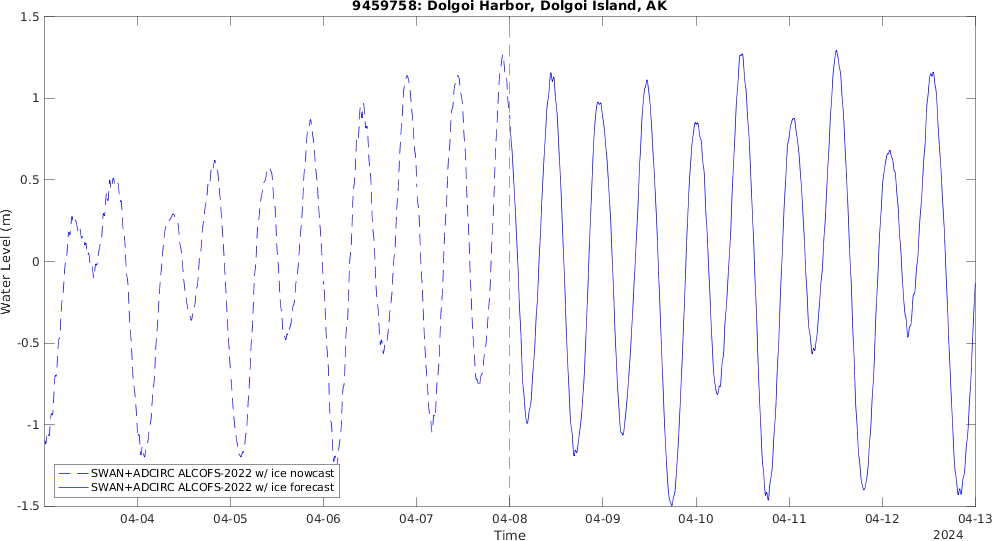 9459758: Dolgoi Harbor, Dolgoi Island, AK
1.5
1
0.5
0
-0.5
-1
-1.5
Water Level (m)
SWAN+ADCIRC ALCOFS-2022 w/ ice nowcast
SWAN+ADCIRC ALCOFS-2022 w/ ice forecast
04-04 04-05 04-06 04-07 04-08 04-09 04-10 04-11 04-12 04-13
Time
2024